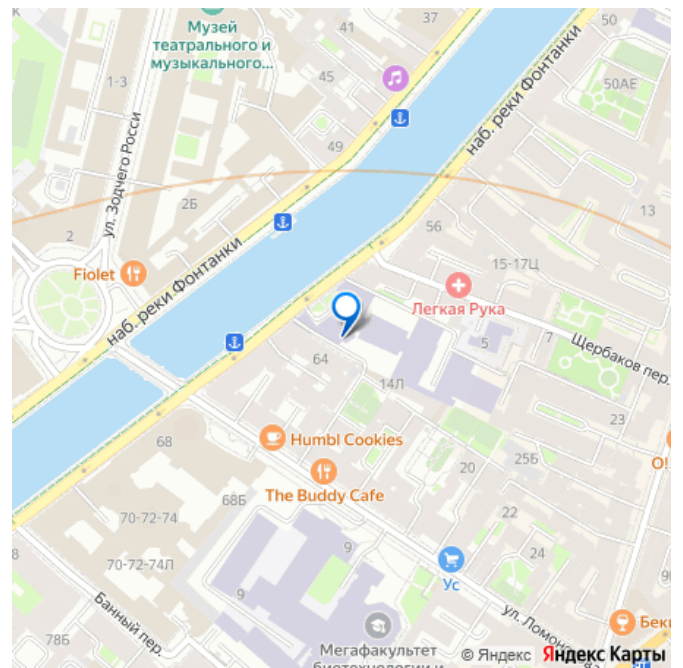 37
41
Музей
театрального и
музыкального...
45
50АЕ
1-3
49
наб. реки Фонтанки
ул. Зодчего Росси
2Б
13
56
2
15-17Ц
Fiolet
наб. реки Фонтанки
Легкая Рука
5
7
Щербаков пер.
64
14Л
23
68
Humbl Cookies
O!
20
25Б
The Buddy Cafe
68Б
22
70-72-74
9
24
8
70-72-74Л
Ус
9
Банный пер.
ул. Ломоно
Беки
78Б
Мегафакультет
биотехнологии и
© Яндекс Яндекс Карты